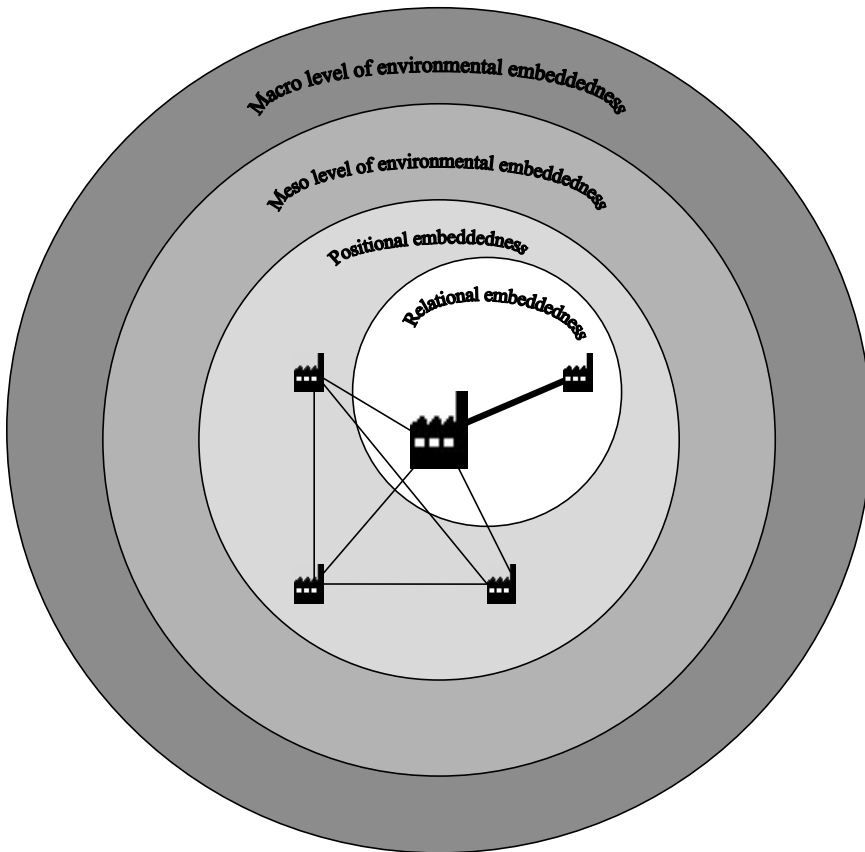 Macro level of environmental embeddedness
Meso level of environmental embeddedness
Positional embeddedness
Relational embeddedness